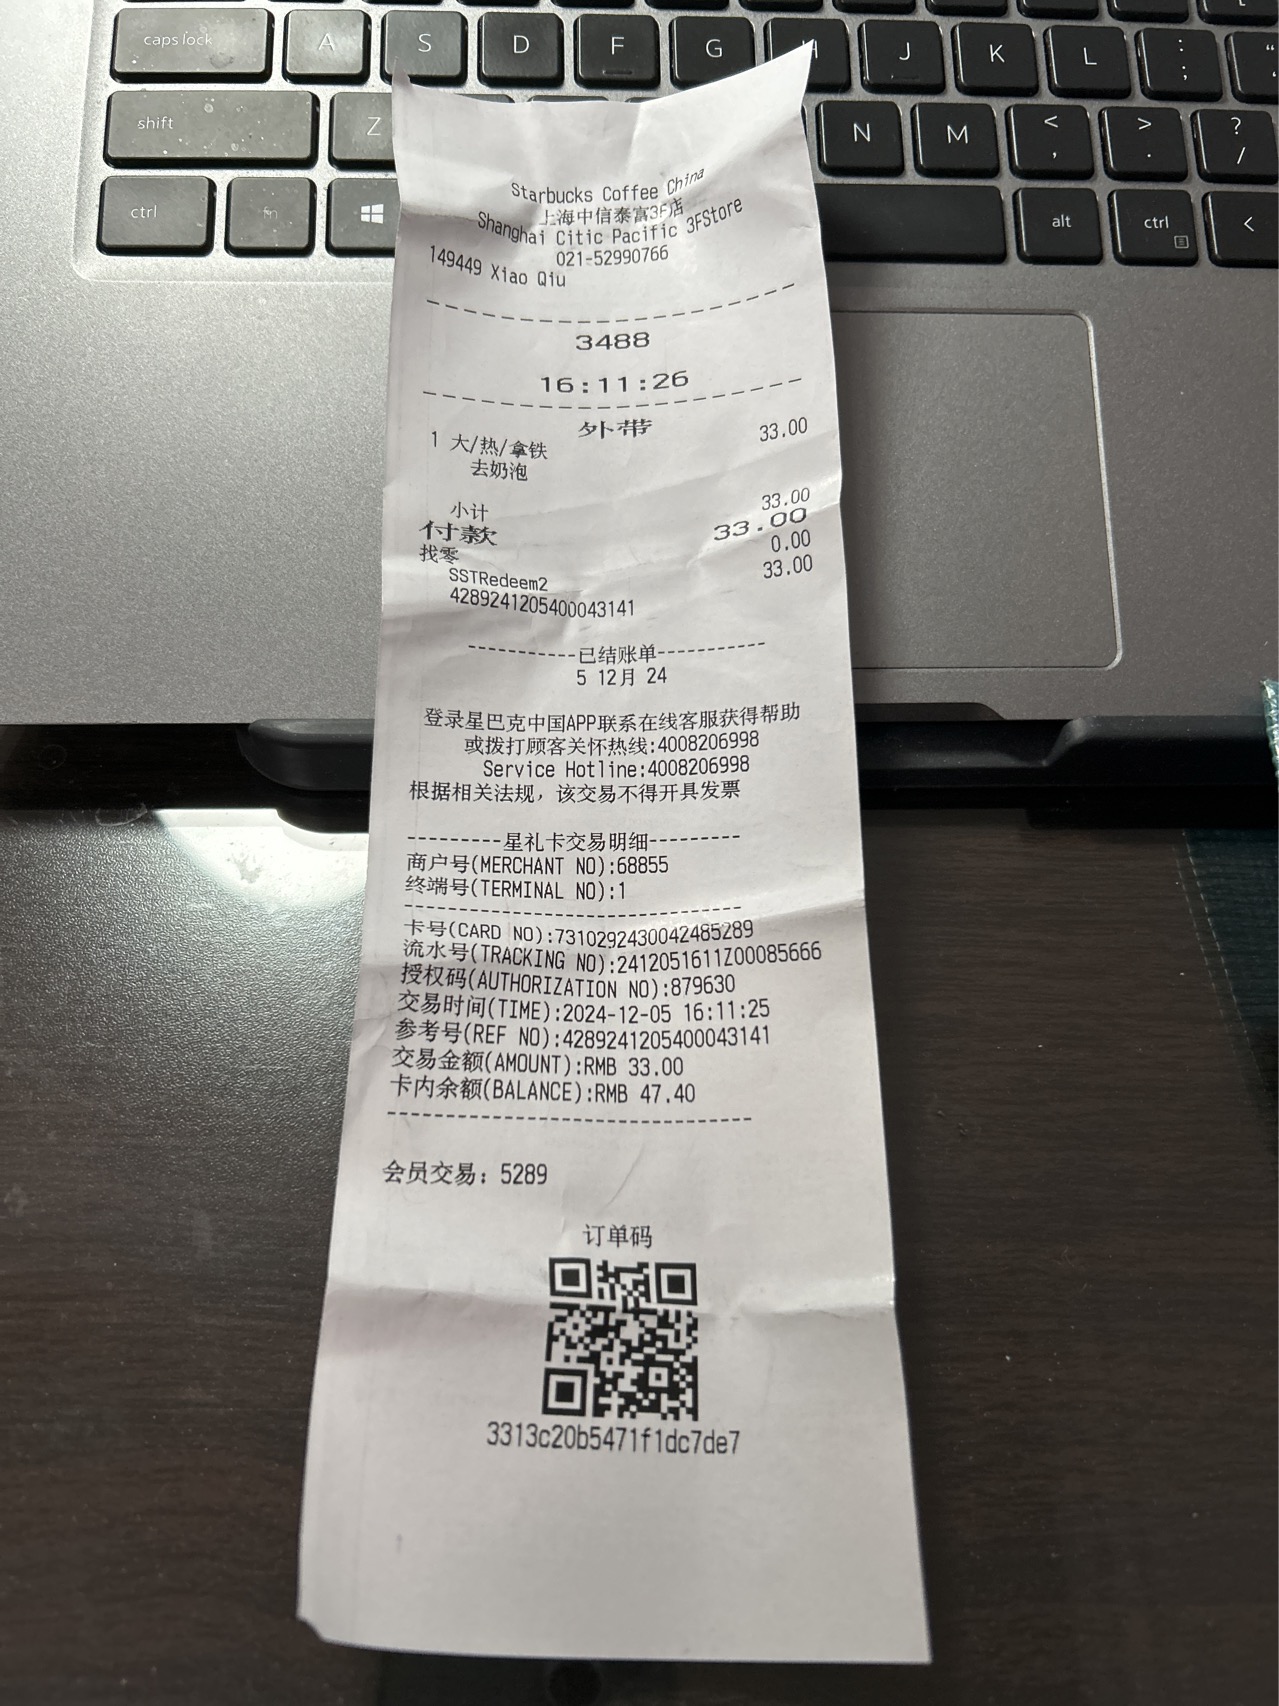 caps lock A S D F G H J K L : ; “ ‘
shift Z N M < , > . ? /
ctrl fn alt ctrl <
Starbucks Coffee China
上海中信泰富3F店
Shanghai Citic Pacific 3FStore
021-52990766
149449 Xiao Qiu
3488
16:11:26
外带
1 大/热/拿铁 33.00
去奶泡
小计 33.00
付款 33.00
找零 0.00
SSTRedeem2 33.00
4289241205400043141
-----------已结账单-----------
5 12月 24
登录星巴克中国APP联系在线客服获得帮助
或拨打顾客关怀热线:4008206998
Service Hotline:4008206998
根据相关法规，该交易不得开具发票
---------星礼卡交易明细---------
商户号(MERCHANT NO):68855
终端号(TERMINAL NO):1
卡号(CARD NO):7310292430042485289
流水号(TRACKING NO):2412051611Z00085666
授权码(AUTHORIZATION NO):879630
交易时间(TIME):2024-12-05 16:11:25
参考号(REF NO):4289241205400043141
交易金额(AMOUNT):RMB 33.00
卡内余额(BALANCE):RMB 47.40
会员交易: 5289
订单码
3313c20b5471f1dc7de7